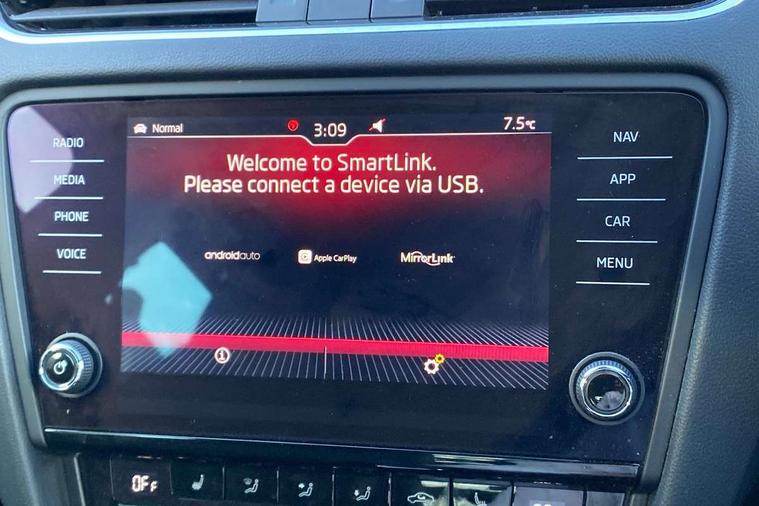 Normal
3:09
7.5°C
RADIO
MEDIA
PHONE
VOICE
Welcome to SmartLink.
Please connect a device via USB.
androidauto
Apple CarPlay
MirrorLink
NAV
APP
CAR
MENU
OFF